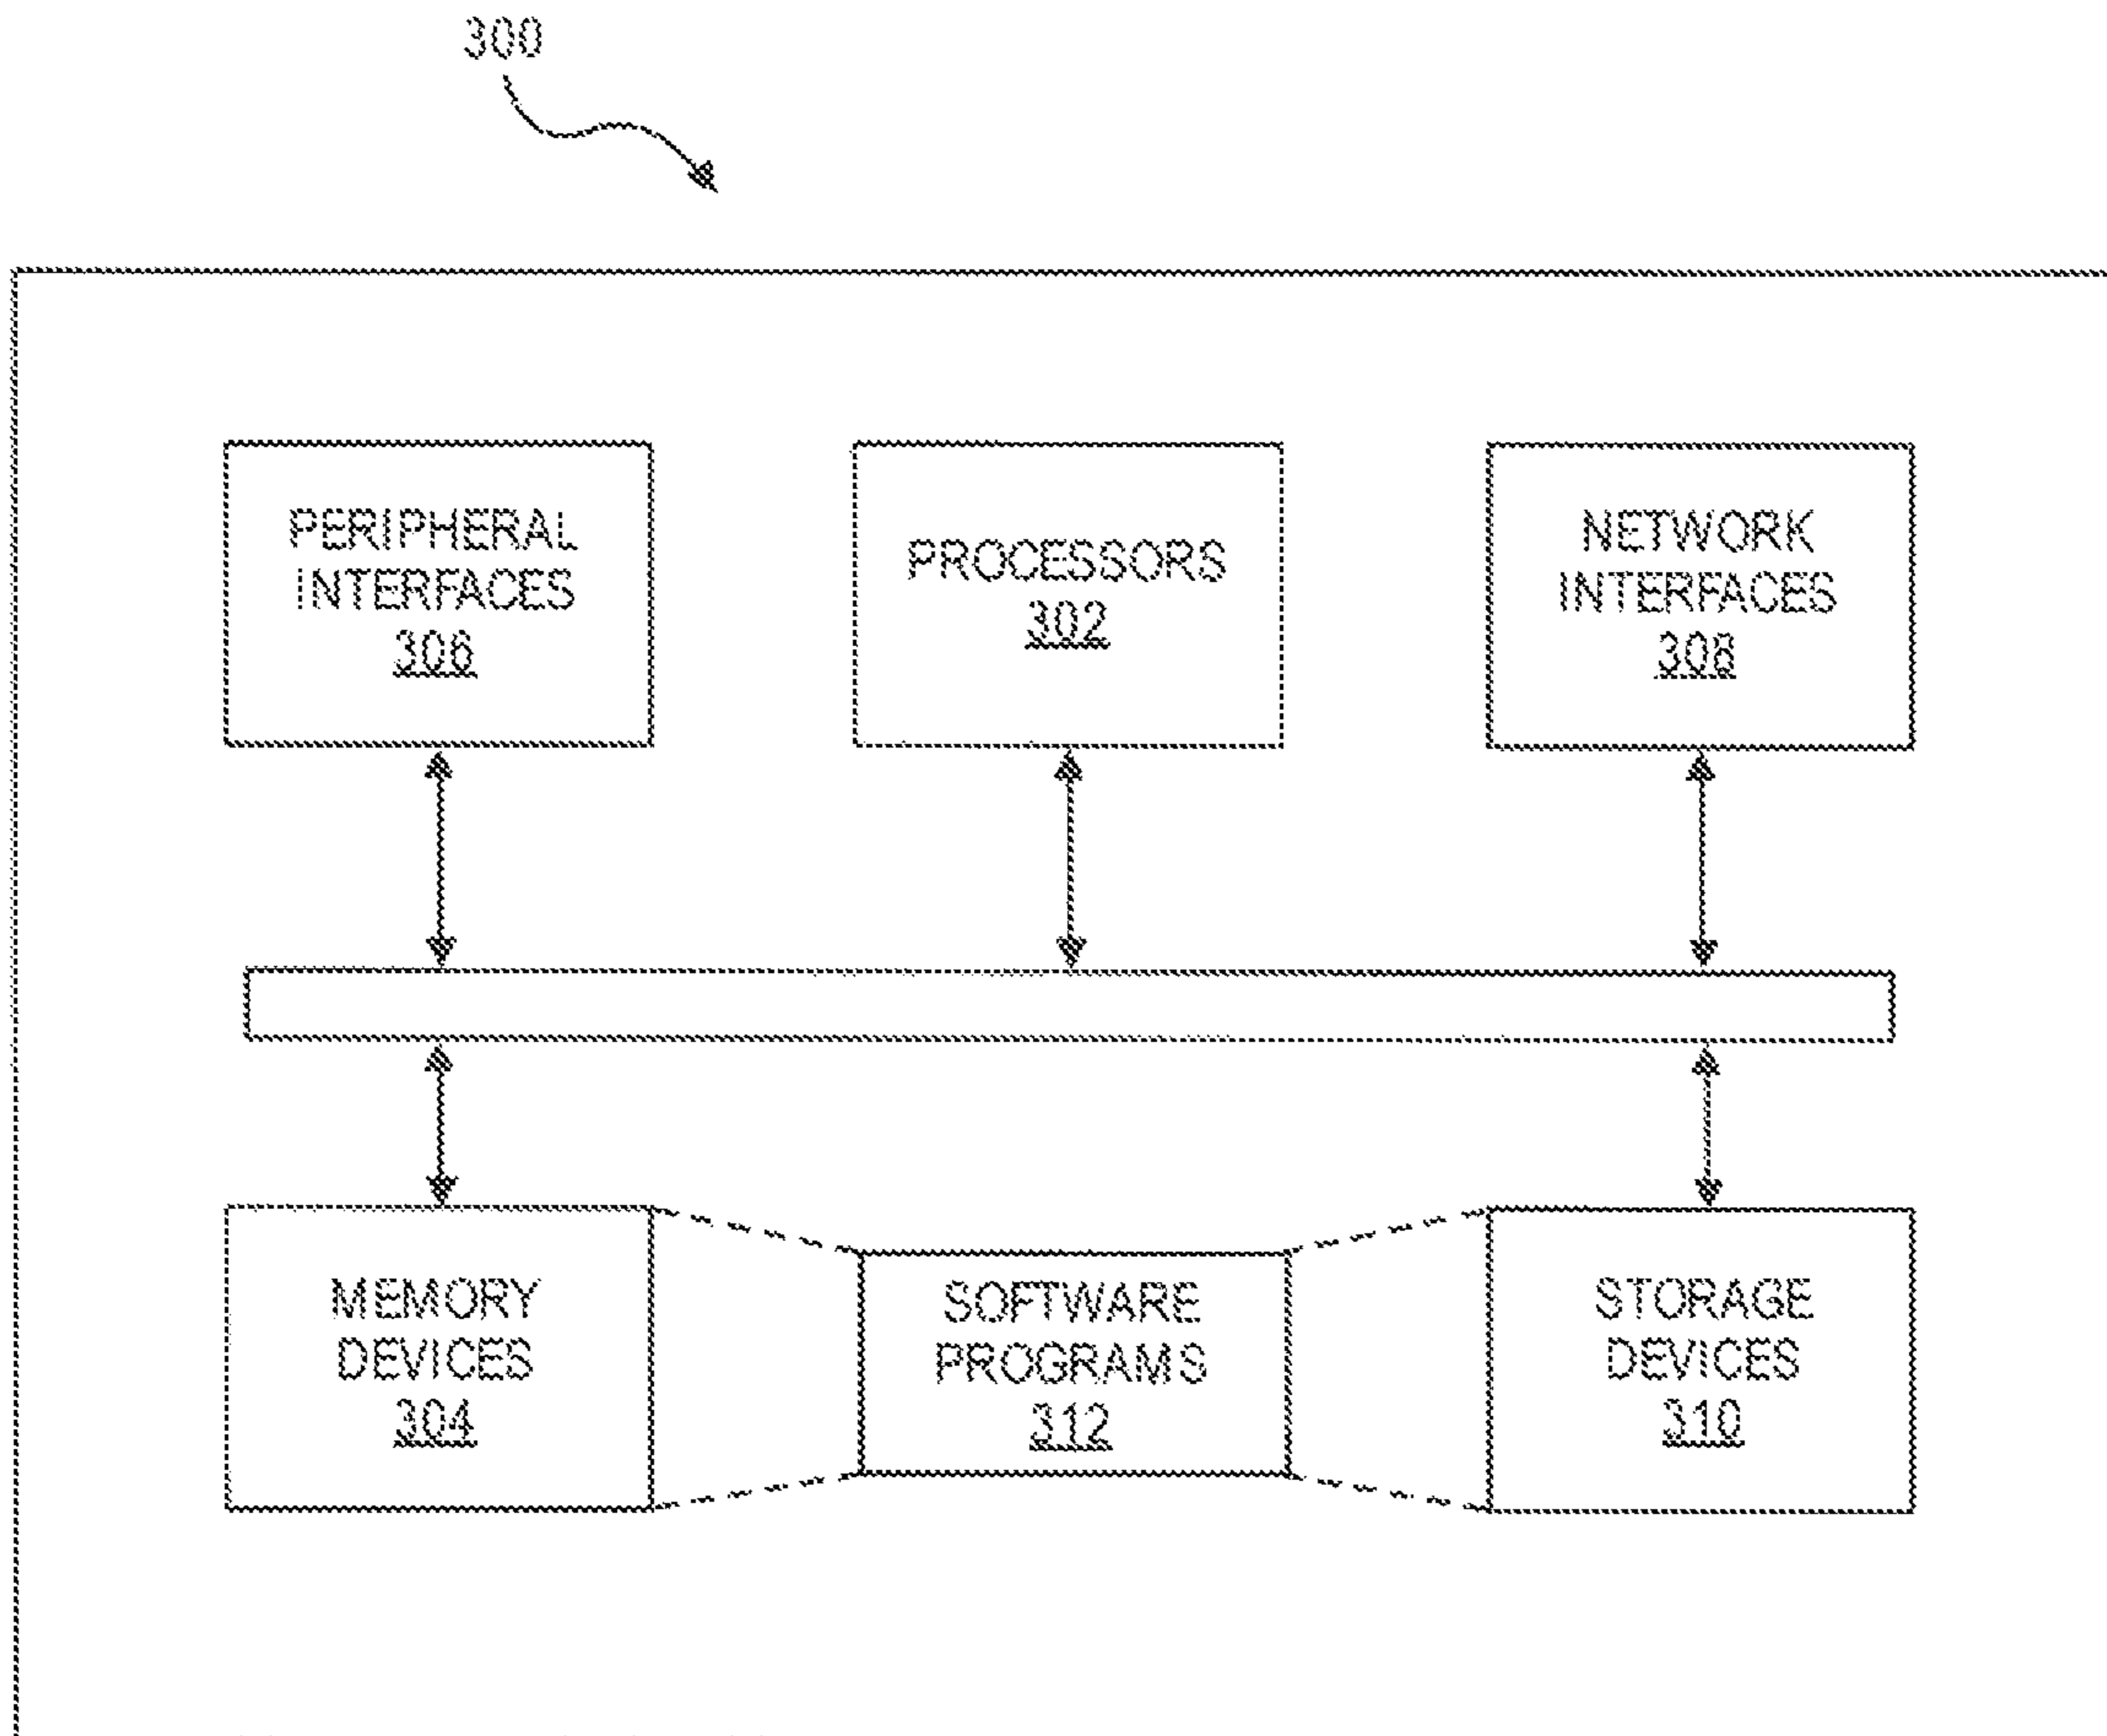 300
PERIPHERAL
INTERFACES
306
PROCESSORS
302
NETWORK
INTERFACES
308
MEMORY
DEVICES
304
SOFTWARE
PROGRAMS
312
STORAGE
DEVICES
310